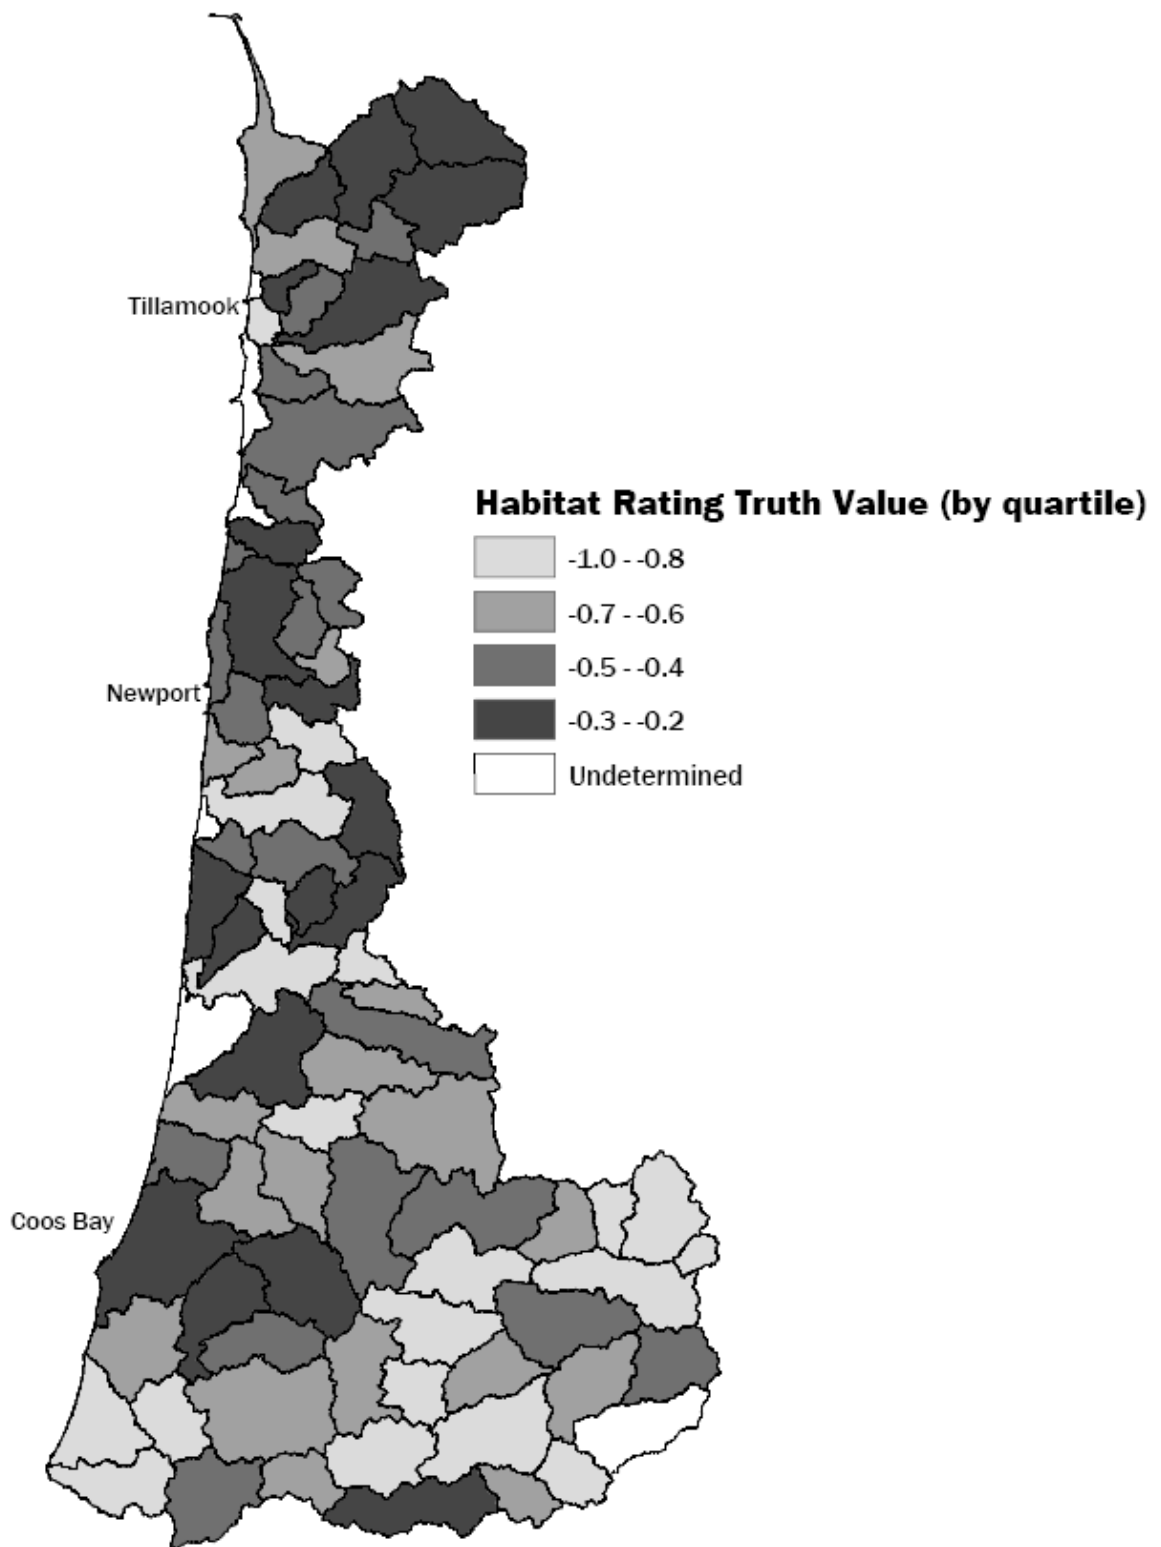 Tillamook
Habitat Rating Truth Value (by quartile)
-1.0 - -0.8
-0.7 - -0.6
-0.5 - -0.4
Newport
-0.3 - -0.2
Undetermined
Coos Bay